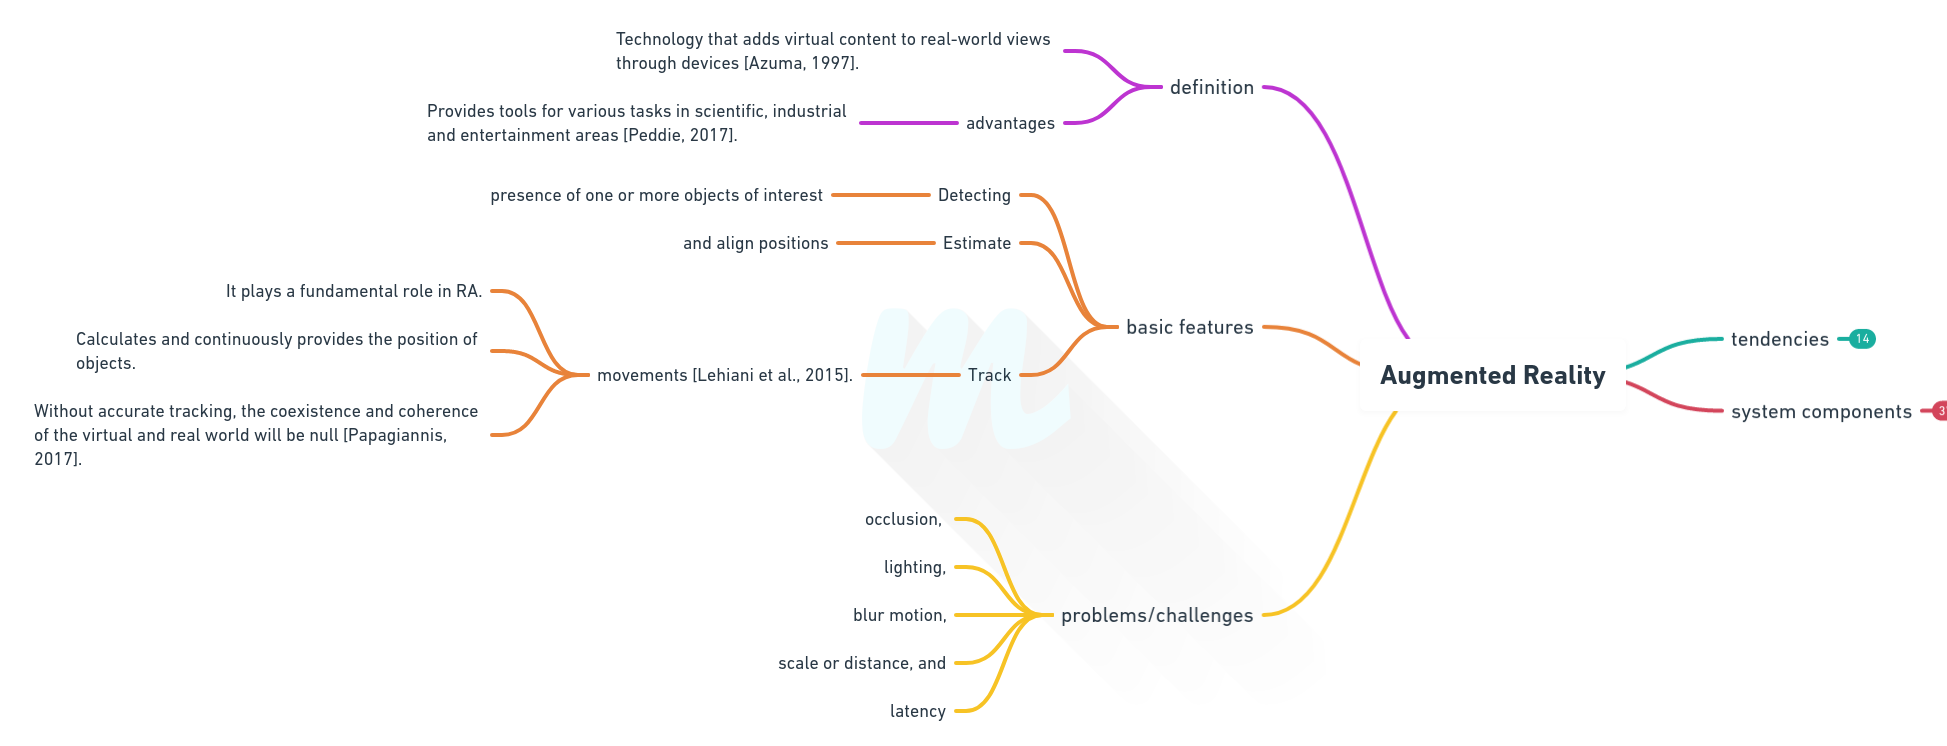 Technology that adds virtual content to real-world views
through devices [Azuma, 1997].
definition
Provides tools for various tasks in scientific, industrial
and entertainment areas [Peddie, 2017].
advantages
presence of one or more objects of interest
Detecting
and align positions
Estimate
It plays a fundamental role in RA.
basic features
Calculates and continuously provides the position of
objects.
movements [Lehiani et al., 2015].
Track
Without accurate tracking, the coexistence and coherence
of the virtual and real world will be null [Papagiannis,
2017].
Augmented Reality
tendencies
14
system components
occlusion,
lighting,
blur motion,
problems/challenges
scale or distance, and
latency